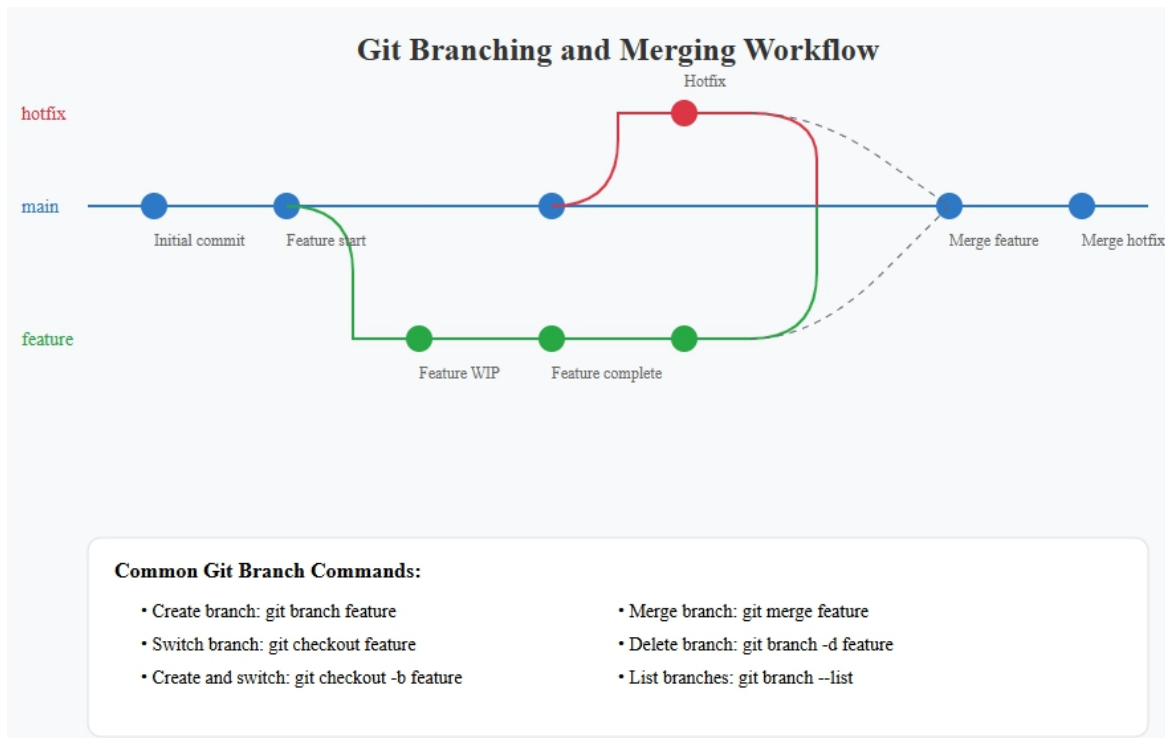 Git Branching and Merging Workflow
Hotfix
hotfix
main
Initial commit
Feature start
Merge feature
Merge hotfix
feature
Feature WIP
Feature complete
Common Git Branch Commands:
• Create branch: git branch feature
• Switch branch: git checkout feature
• Create and switch: git checkout -b feature
• Merge branch: git merge feature
• Delete branch: git branch -d feature
• List branches: git branch --list